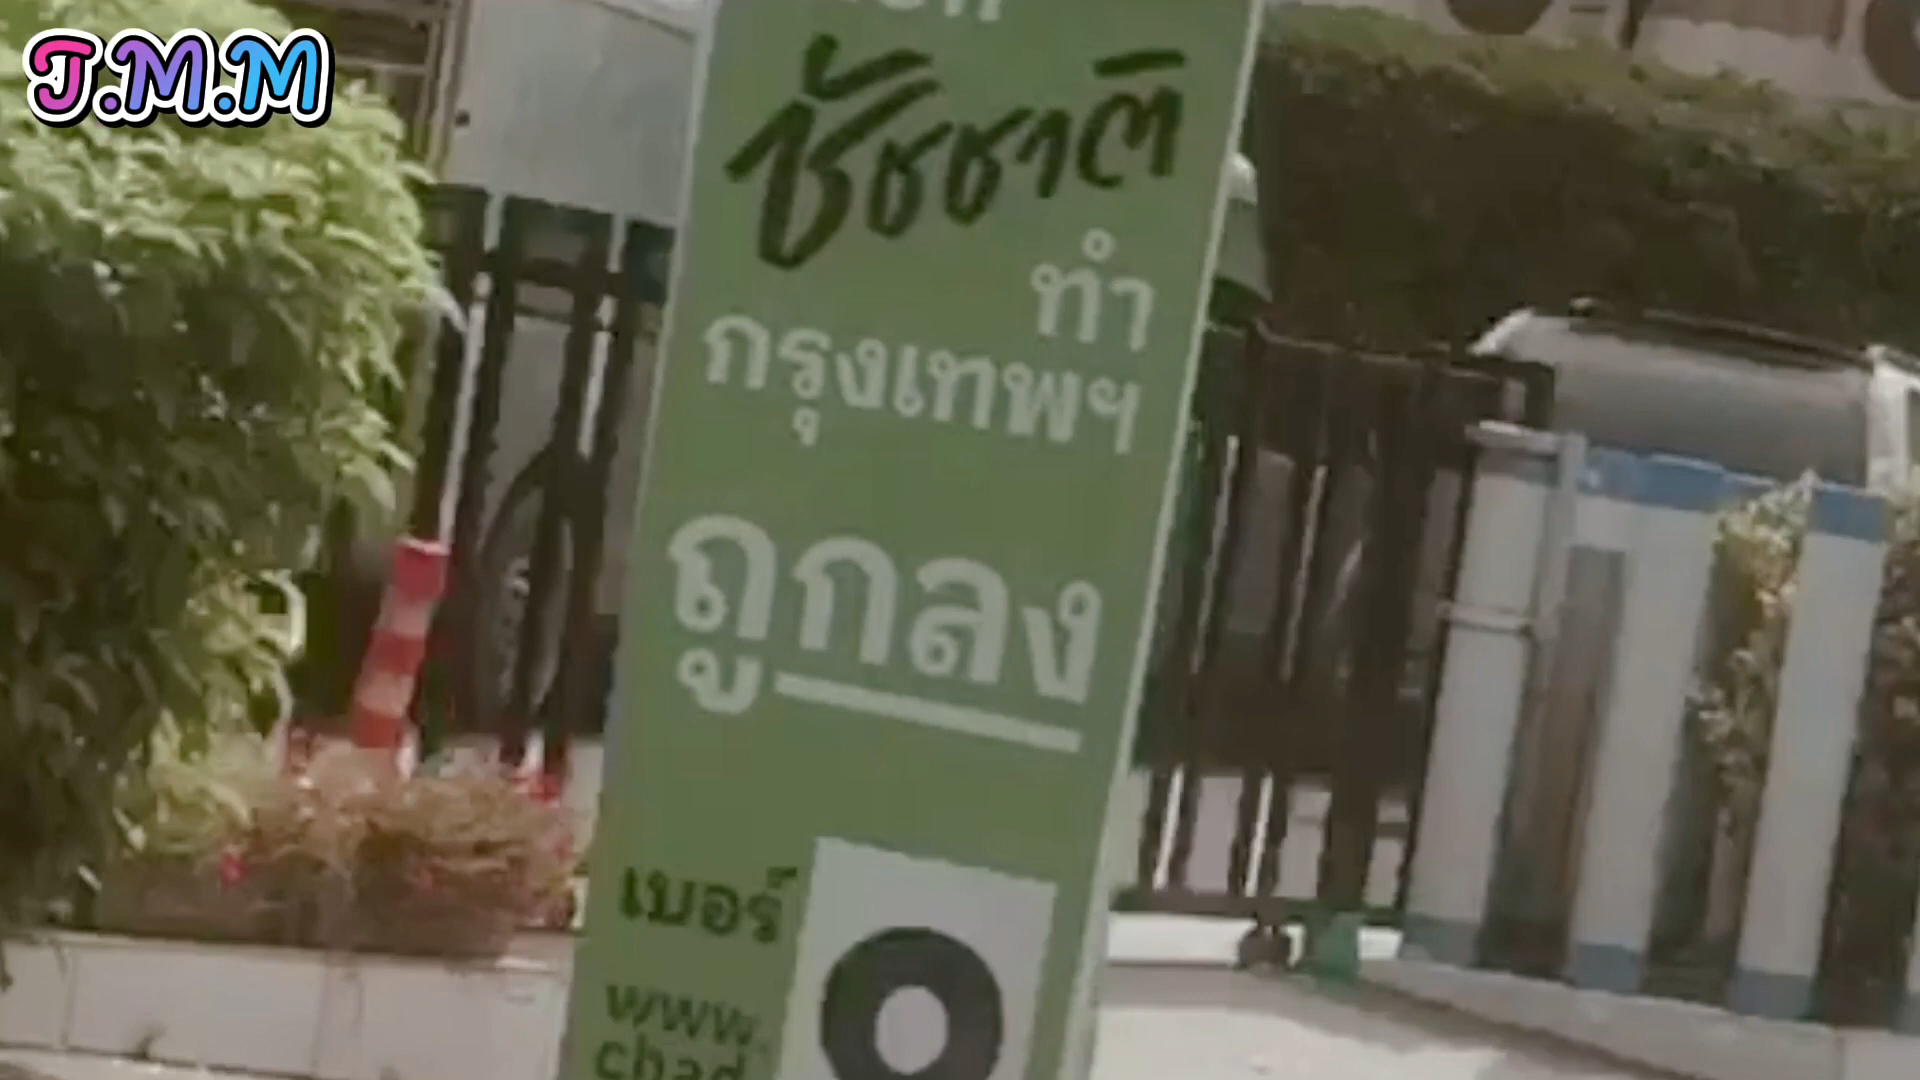 J.M.M
ชัชชาติ
ทำ
กรุงเทพฯ
ถูกลง
เบอร์
www.
chad